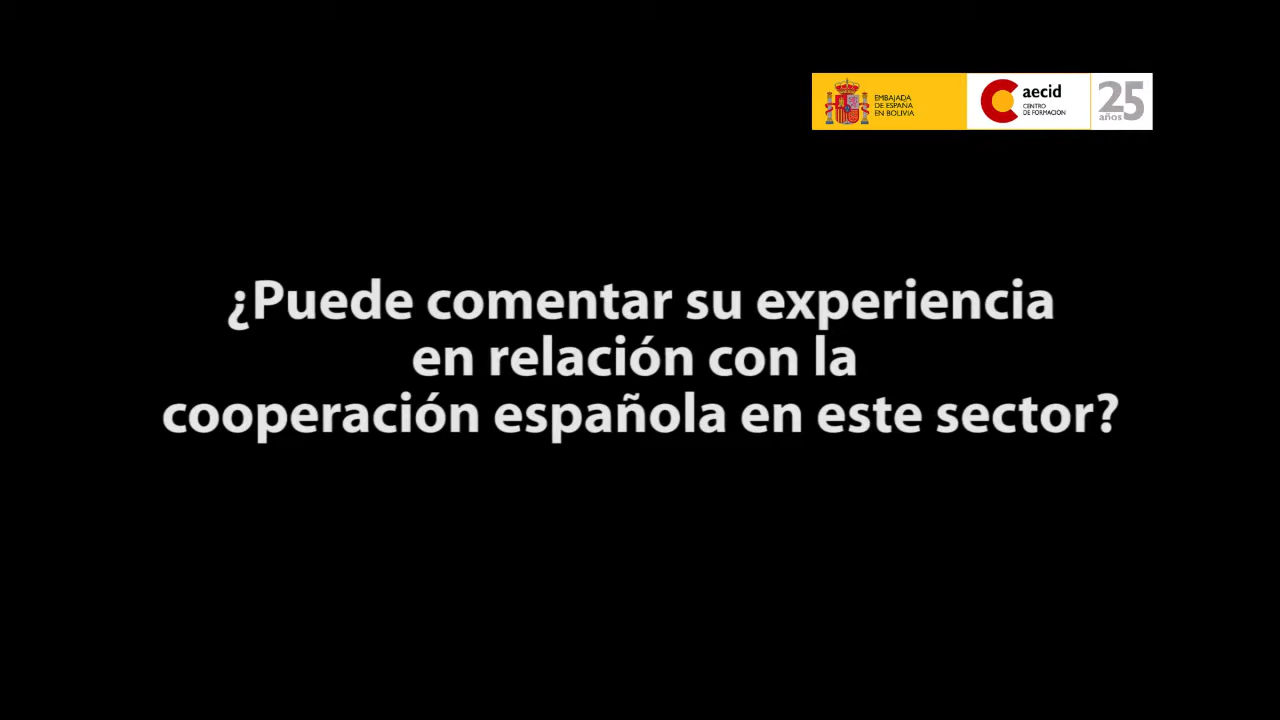 EMBAJADA
DE ESPAÑA
EN BOLIVIA
aecid
CENTRO
DE FORMACIÓN
25
años
¿Puede comentar su experiencia
en relación con la
cooperación española en este sector?